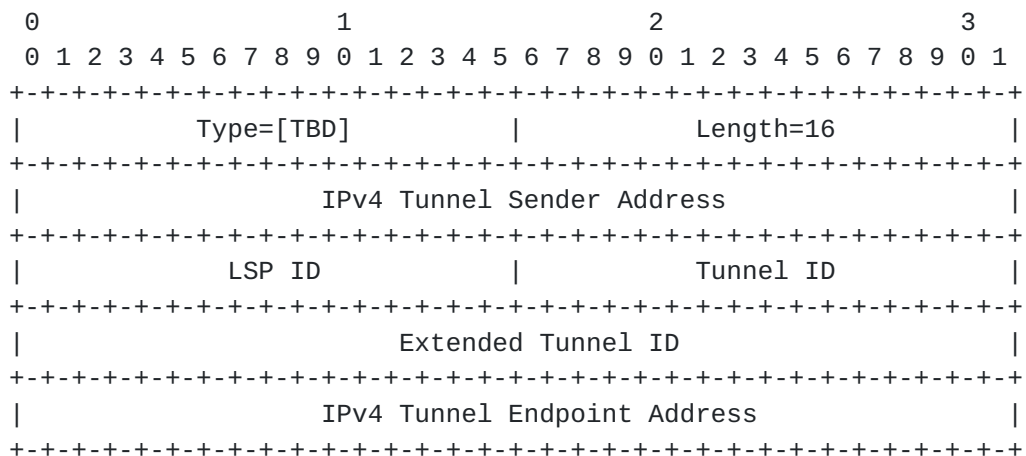 0                   1                   2                   3
 0 1 2 3 4 5 6 7 8 9 0 1 2 3 4 5 6 7 8 9 0 1 2 3 4 5 6 7 8 9 0 1
+-+-+-+-+-+-+-+-+-+-+-+-+-+-+-+-+-+-+-+-+-+-+-+-+-+-+-+-+-+-+-+-+
|           Type=[TBD]          |           Length=16           |
+-+-+-+-+-+-+-+-+-+-+-+-+-+-+-+-+-+-+-+-+-+-+-+-+-+-+-+-+-+-+-+-+
|                   IPv4 Tunnel Sender Address                  |
+-+-+-+-+-+-+-+-+-+-+-+-+-+-+-+-+-+-+-+-+-+-+-+-+-+-+-+-+-+-+-+-+
|             LSP ID            |           Tunnel ID           |
+-+-+-+-+-+-+-+-+-+-+-+-+-+-+-+-+-+-+-+-+-+-+-+-+-+-+-+-+-+-+-+-+
|                        Extended Tunnel ID                     |
+-+-+-+-+-+-+-+-+-+-+-+-+-+-+-+-+-+-+-+-+-+-+-+-+-+-+-+-+-+-+-+-+
|                   IPv4 Tunnel Endpoint Address                |
+-+-+-+-+-+-+-+-+-+-+-+-+-+-+-+-+-+-+-+-+-+-+-+-+-+-+-+-+-+-+-+-+